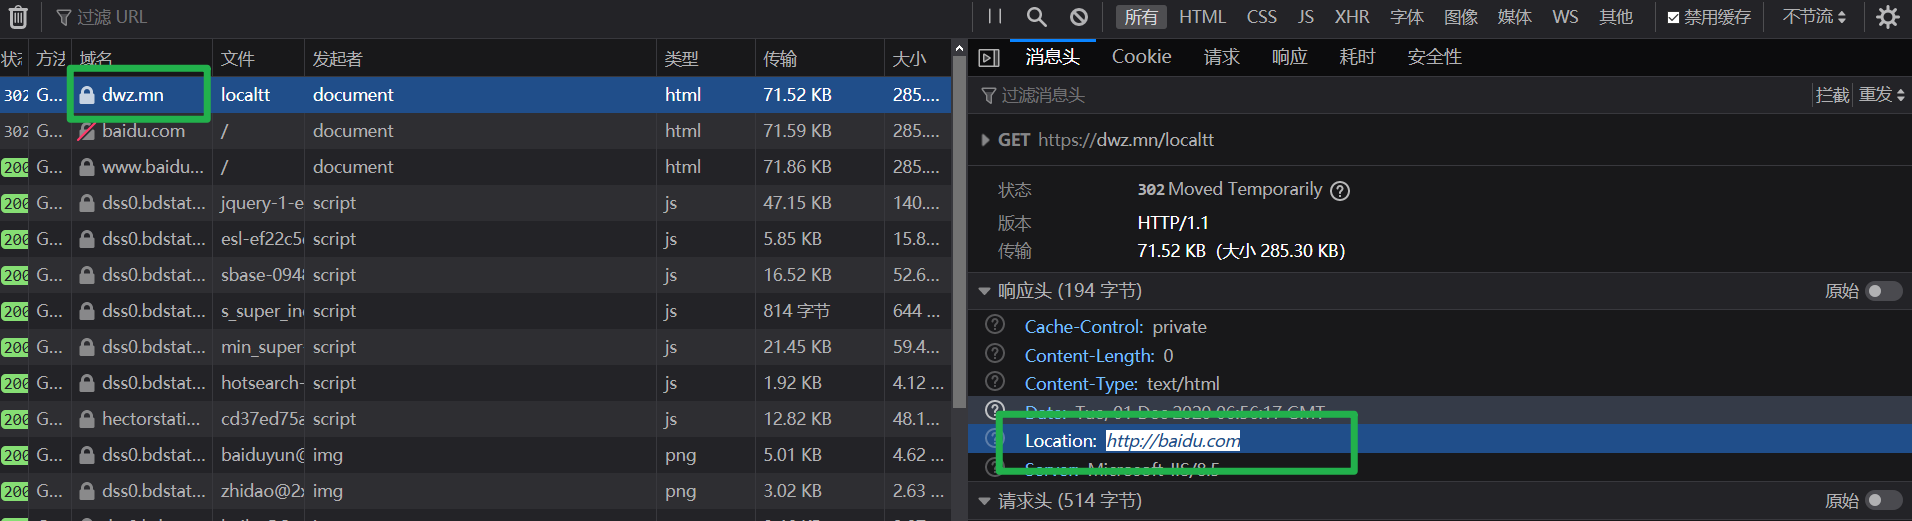 过滤 URL
所有 HTML CSS JS XHR 字体 图像 媒体 WS 其他 禁用缓存 不节流
方法 域名 文件 发起者 类型 传输 大小
302 G... dwz.mn localtt document html 71.52 KB 285....
302 G... baidu.com / document html 71.59 KB 285....
200 G... www.baidu... / document html 71.86 KB 285....
200 G... dss0.bdstat... jquery-1-e script js 47.15 KB 140....
200 G... dss0.bdstat... esl-ef22c5 script js 5.85 KB 15.8...
200 G... dss0.bdstat... sbase-0948 script js 16.52 KB 52.6...
200 G... dss0.bdstat... s_super_in script js 814 字节 644 ...
200 G... dss0.bdstat... min_super- script js 21.45 KB 59.4...
200 G... dss0.bdstat... hotsearch- script js 1.92 KB 4.12 ...
200 G... hectorstati... cd37ed75a script js 12.82 KB 48.1...
200 G... dss0.bdstat... baiduyun@ img png 5.01 KB 4.62 ...
200 G... dss0.bdstat... zhidao@2x img png 3.02 KB 2.63 ...
消息头 Cookie 请求 响应 耗时 安全性
过滤消息头 拦截 重发
GET https://dwz.mn/localtt
状态 302 Moved Temporarily
版本 HTTP/1.1
传输 71.52 KB (大小 285.30 KB)
响应头 (194 字节) 原始
Cache-Control: private
Content-Length: 0
Content-Type: text/html
Date: Tue, 01 Dec 2020 06:56:17 GMT
Location: http://baidu.com
Server: Microsoft-IIS/8.5
请求头 (514 字节) 原始